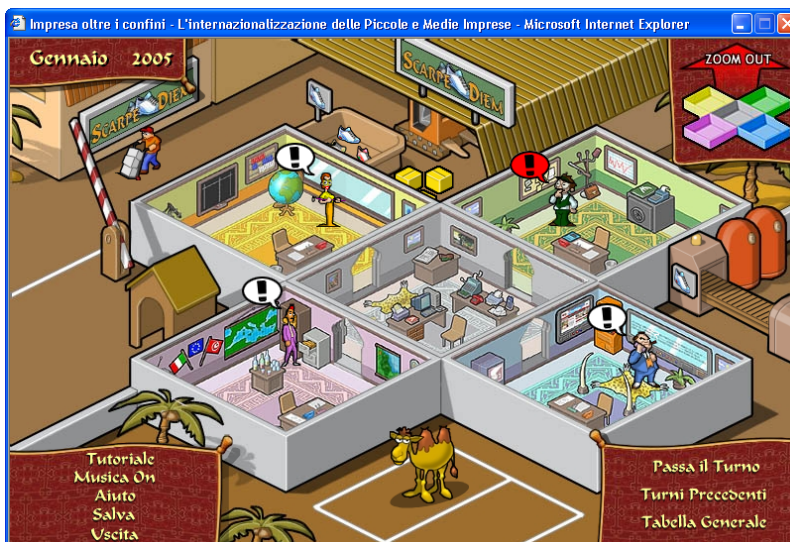 Impresa oltre i confini - L'internazionalizzazione delle Piccole e Medie Imprese - Microsoft Internet Explorer
Gennaio 2005
SCARPE DIEM
SCARPE DIEM
ZOOM OUT
!
!
!
!
Tutoriale
Musica On
Aiuto
Salva
Uscita
Passa il Turno
Turni Precedenti
Tabella Generale